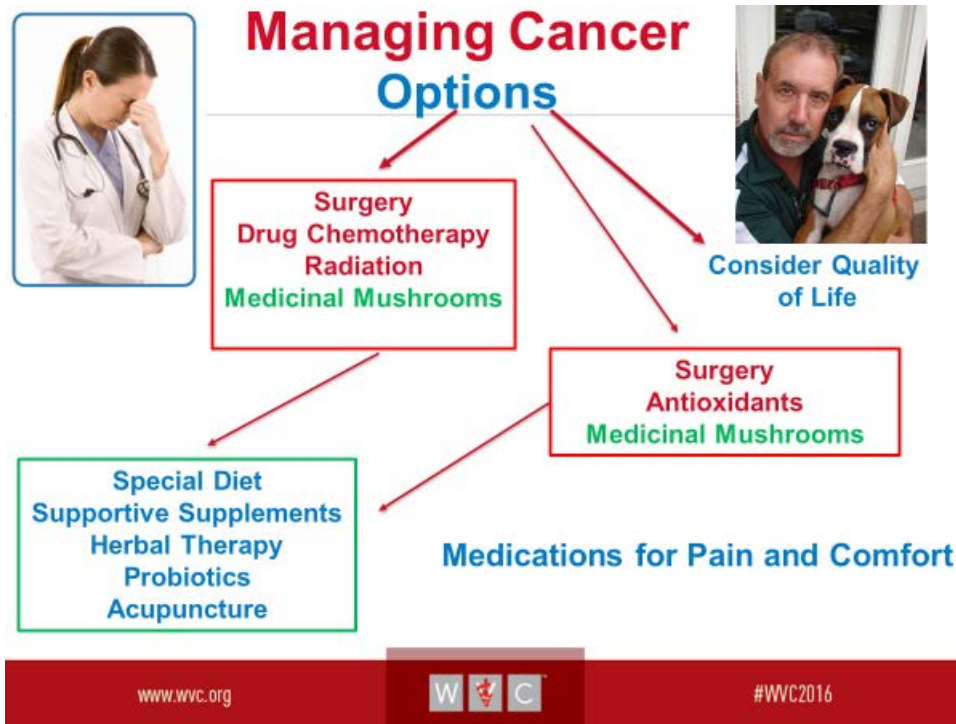 Managing Cancer
Options
Surgery
Drug Chemotherapy
Radiation
Medicinal Mushrooms
Consider Quality
of Life
Surgery
Antioxidants
Medicinal Mushrooms
Special Diet
Supportive Supplements
Herbal Therapy
Probiotics
Acupuncture
Medications for Pain and Comfort
www.wvc.org
W V C
#WVC2016